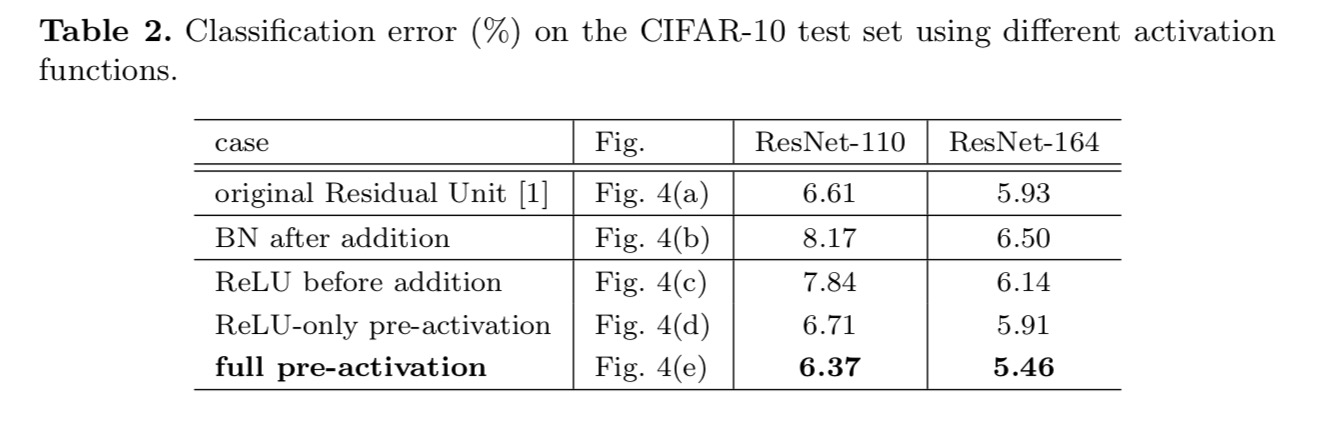 Table 2. Classification error (%) on the CIFAR-10 test set using different activation
functions.
case Fig. ResNet-110 ResNet-164
original Residual Unit [1] Fig. 4(a) 6.61 5.93
BN after addition Fig. 4(b) 8.17 6.50
ReLU before addition Fig. 4(c) 7.84 6.14
ReLU-only pre-activation Fig. 4(d) 6.71 5.91
full pre-activation Fig. 4(e) 6.37 5.46